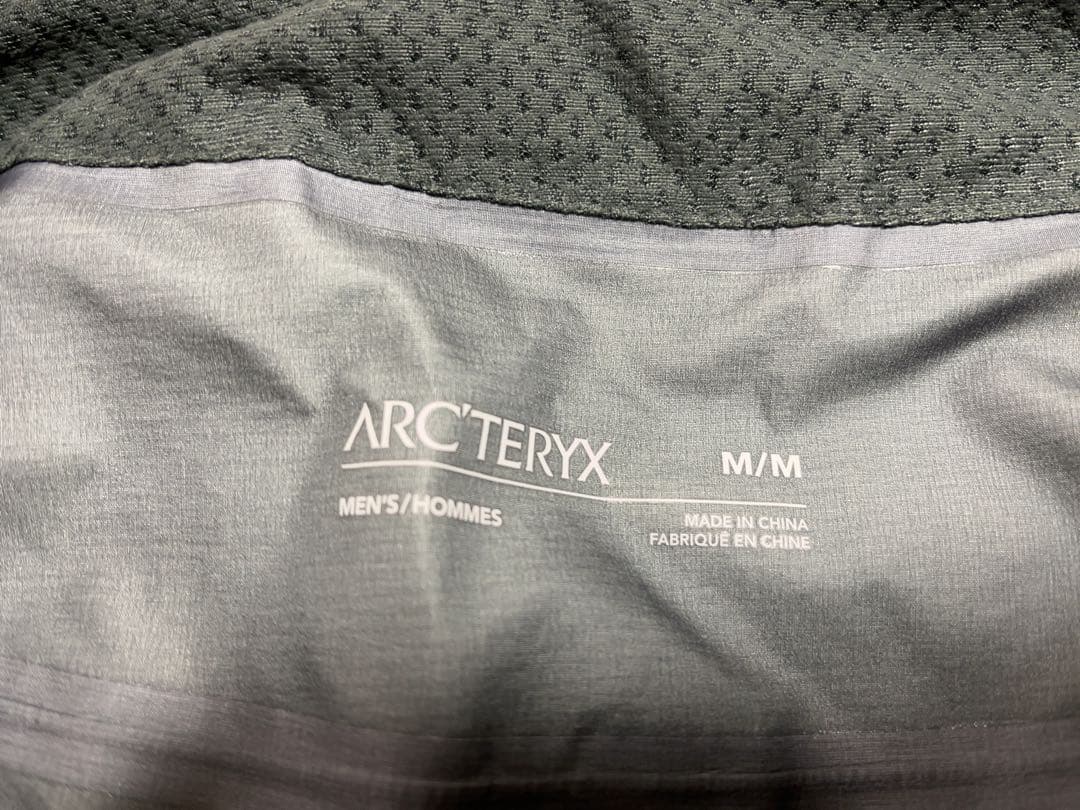 ARC'TERYX
M/M
MEN'S/HOMMES
MADE IN CHINA
FABRIQUÉ EN CHINE